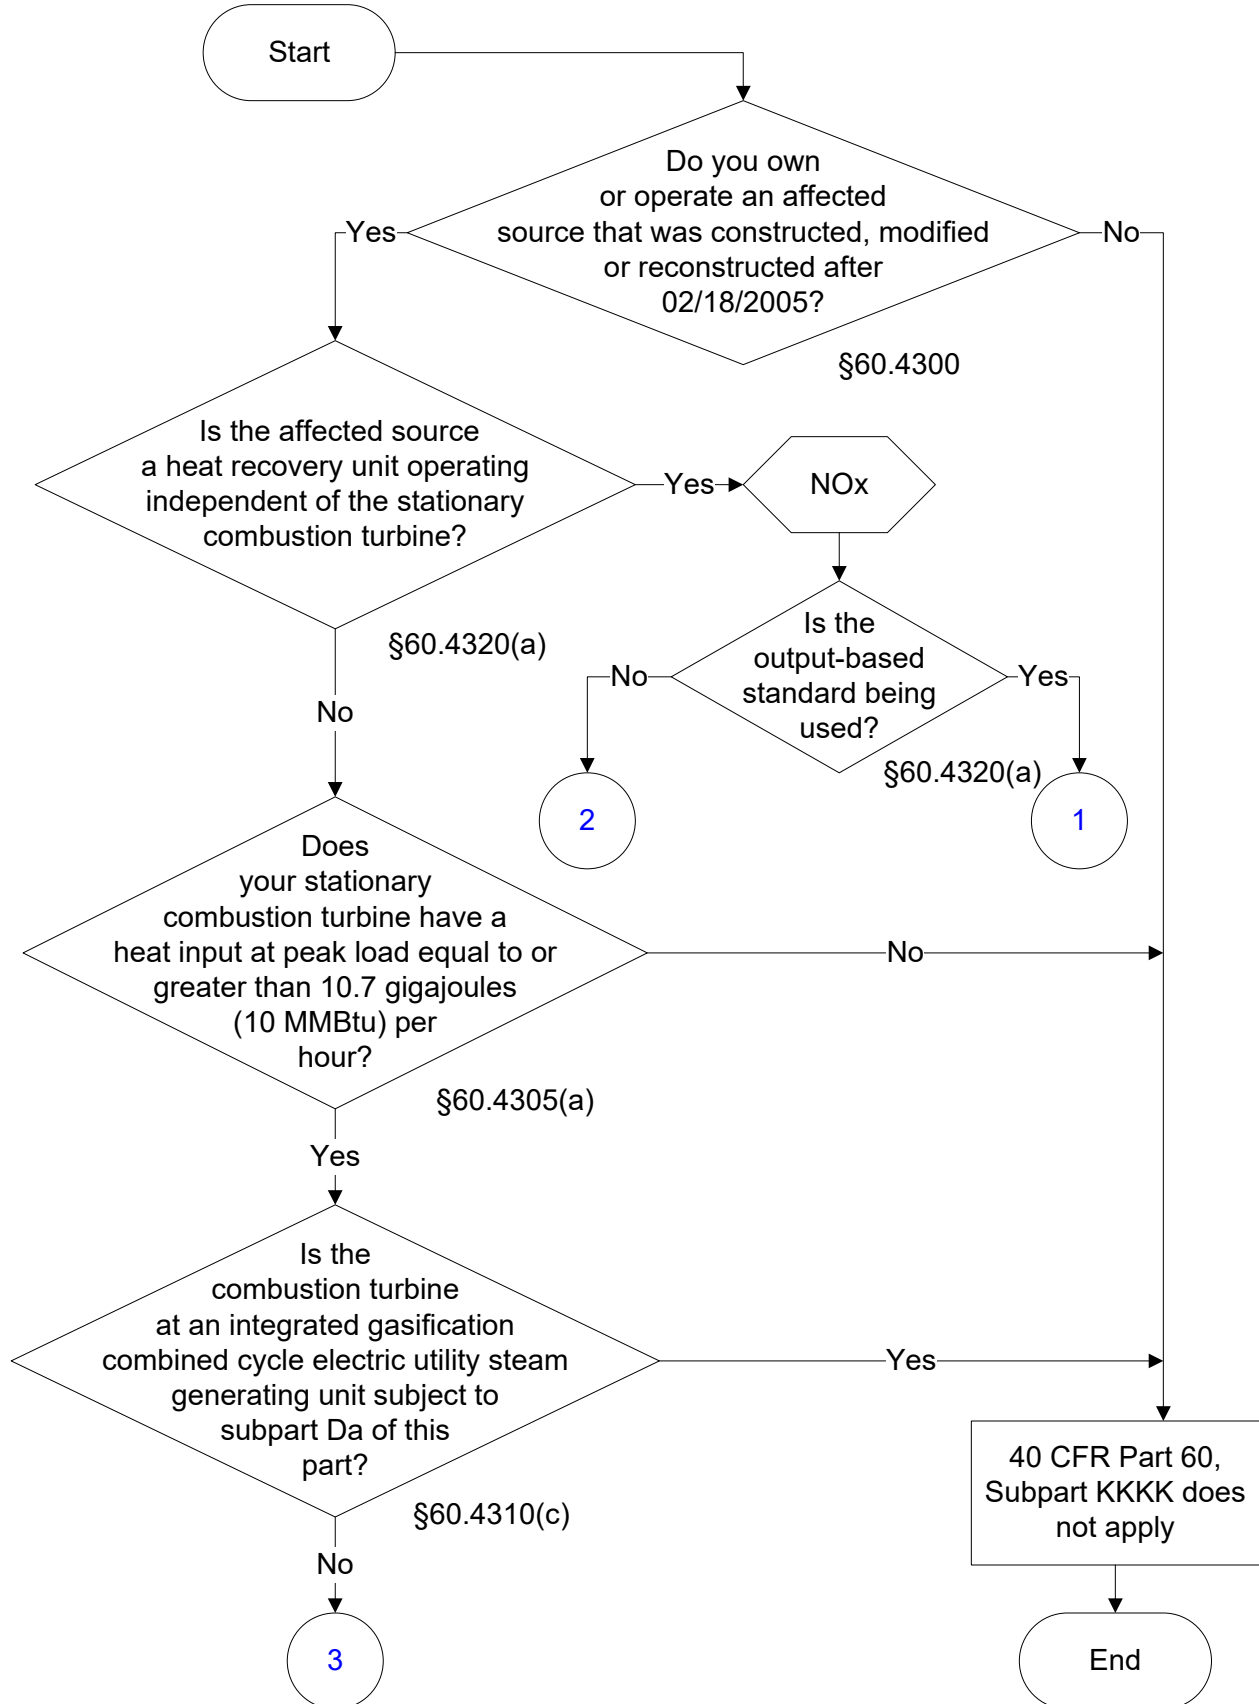 Start
Do you own
or operate an affected
source that was constructed, modified
or reconstructed after
02/18/2005?
Yes
No
§60.4300
Is the affected source
a heat recovery unit operating
independent of the stationary
combustion turbine?
Yes
NOx
§60.4320(a)
No
Is the
output-based
standard being
used?
No
Yes
§60.4320(a)
2
1
Does
your stationary
combustion turbine have a
heat input at peak load equal to or
greater than 10.7 gigajoules
(10 MMBtu) per
hour?
No
§60.4305(a)
Yes
Is the
combustion turbine
at an integrated gasification
combined cycle electric utility steam
generating unit subject to
subpart Da of this
part?
Yes
§60.4310(c)
No
3
40 CFR Part 60,
Subpart KKKK does
not apply
End